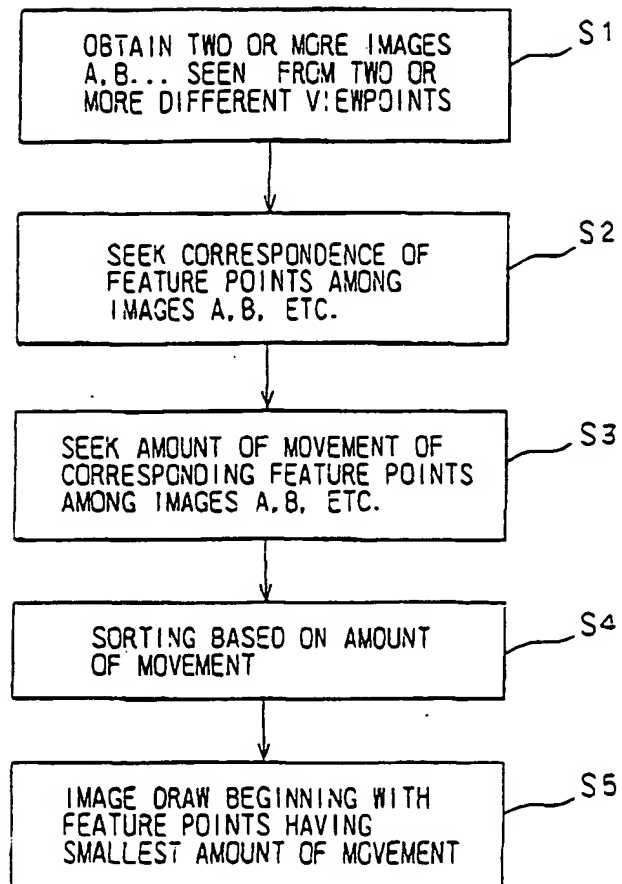 OBTAIN TWO OR MORE IMAGES
A.B... SEEN FROM TWO OR
MORE DIFFERENT VIEWPOINTS
S1
SEEK CORRESPONDENCE OF
FEATURE POINTS AMONG
IMAGES A.B. ETC.
S2
SEEK AMOUNT OF MOVEMENT OF
CORRESPONDING FEATURE POINTS
AMONG IMAGES A.B. ETC.
S3
SORTING BASED ON AMOUNT
OF MOVEMENT
S4
IMAGE DRAW BEGINNING WITH
FEATURE POINTS HAVING
SMALLEST AMOUNT OF MOVEMENT
S5